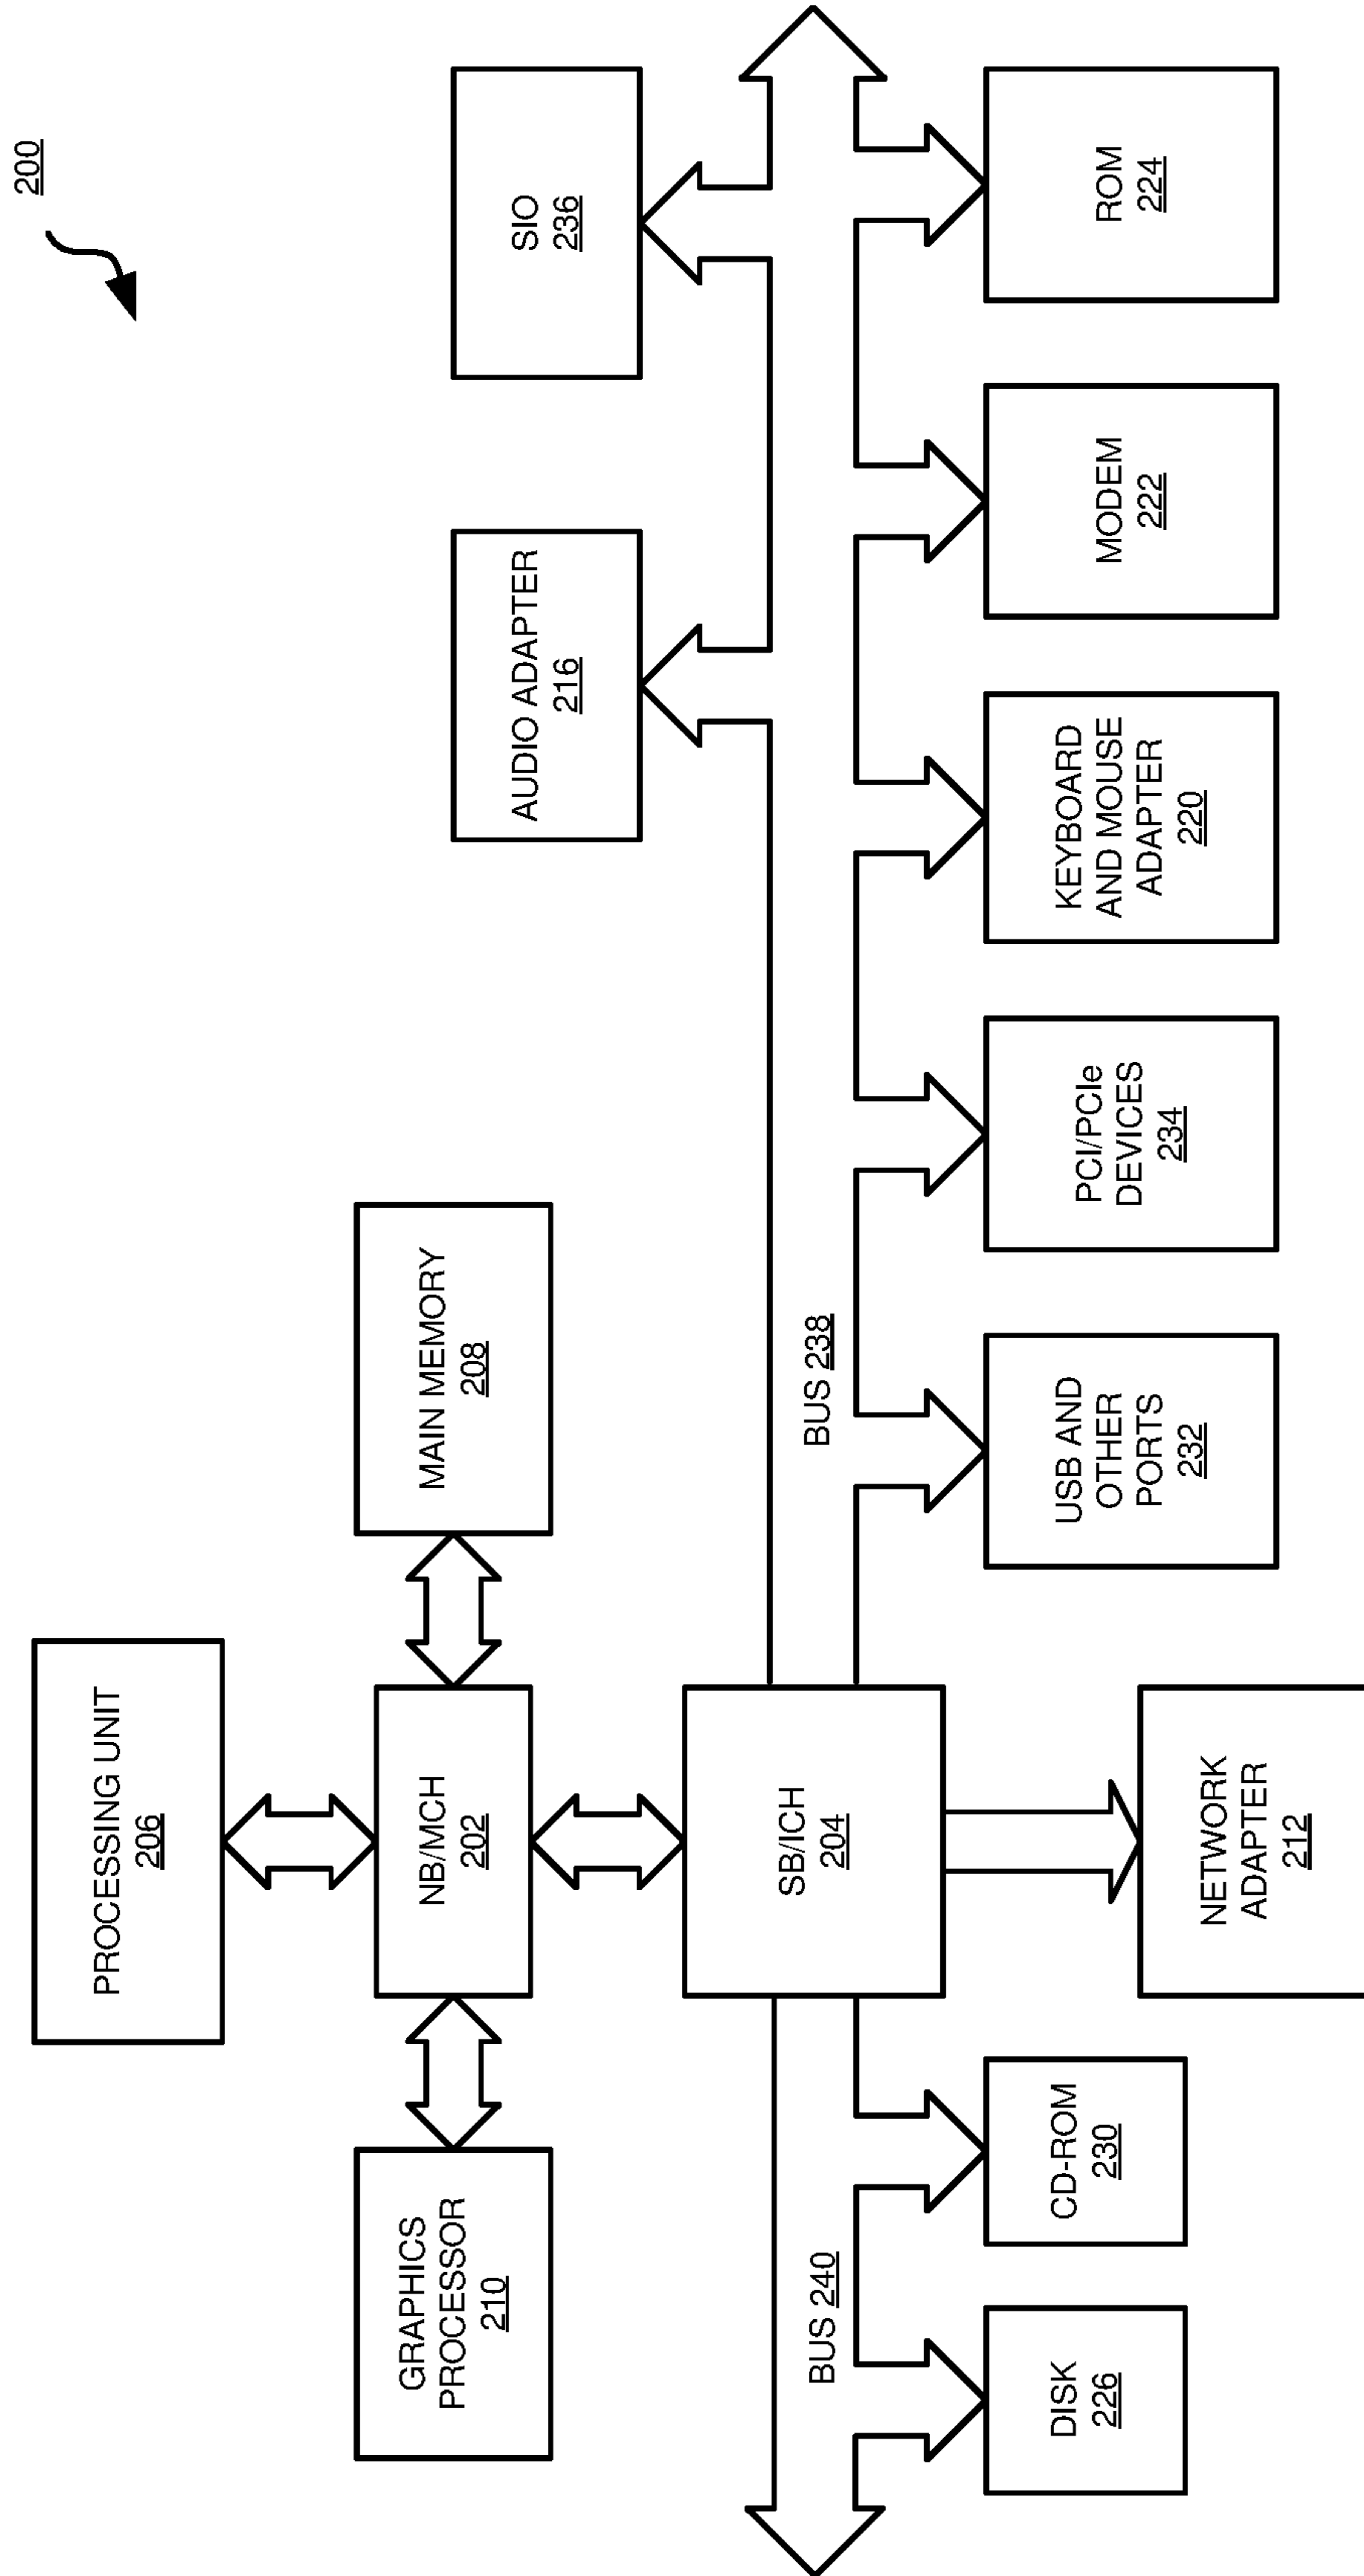 200
PROCESSING UNIT
206
GRAPHICS
PROCESSOR
210
NB/MCH
202
MAIN MEMORY
208
AUDIO ADAPTER
216
SIO
236
SB/ICH
204
BUS 240
BUS 238
DISK
226
CD-ROM
230
USB AND
OTHER
PORTS
232
PCI/PCIe
DEVICES
234
KEYBOARD
AND MOUSE
ADAPTER
220
MODEM
222
ROM
224
NETWORK
ADAPTER
212